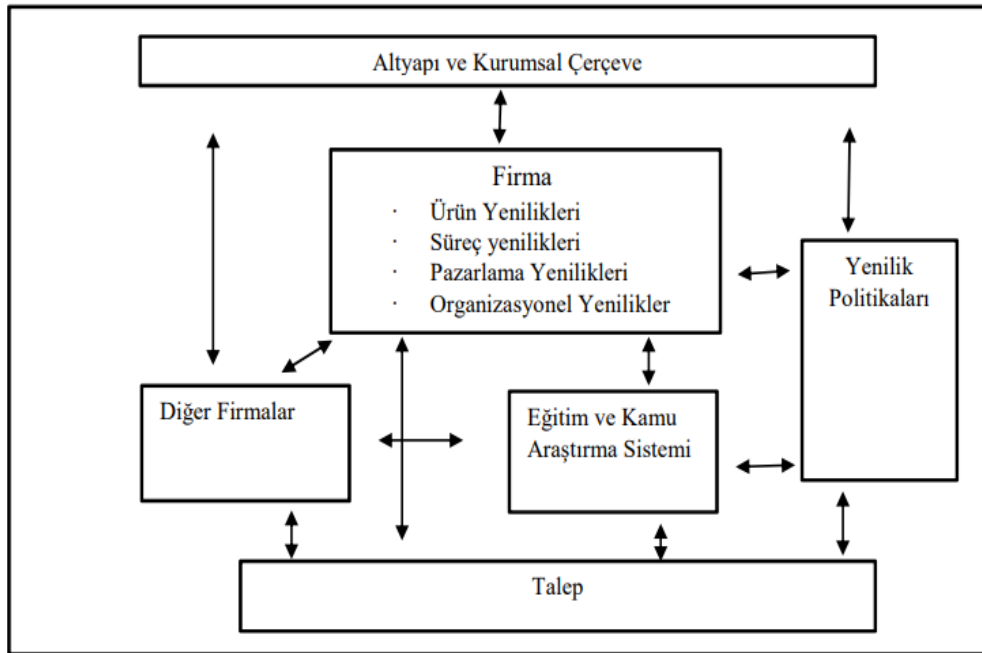 Altyapı ve Kurumsal Çerçeve
Firma
· Ürün Yenilikleri
· Süreç yenilikleri
· Pazarlama Yenilikleri
· Organizasyonel Yenilikler
Yenilik
Politikaları
Diğer Firmalar
Eğitim ve Kamu
Araştırma Sistemi
Talep